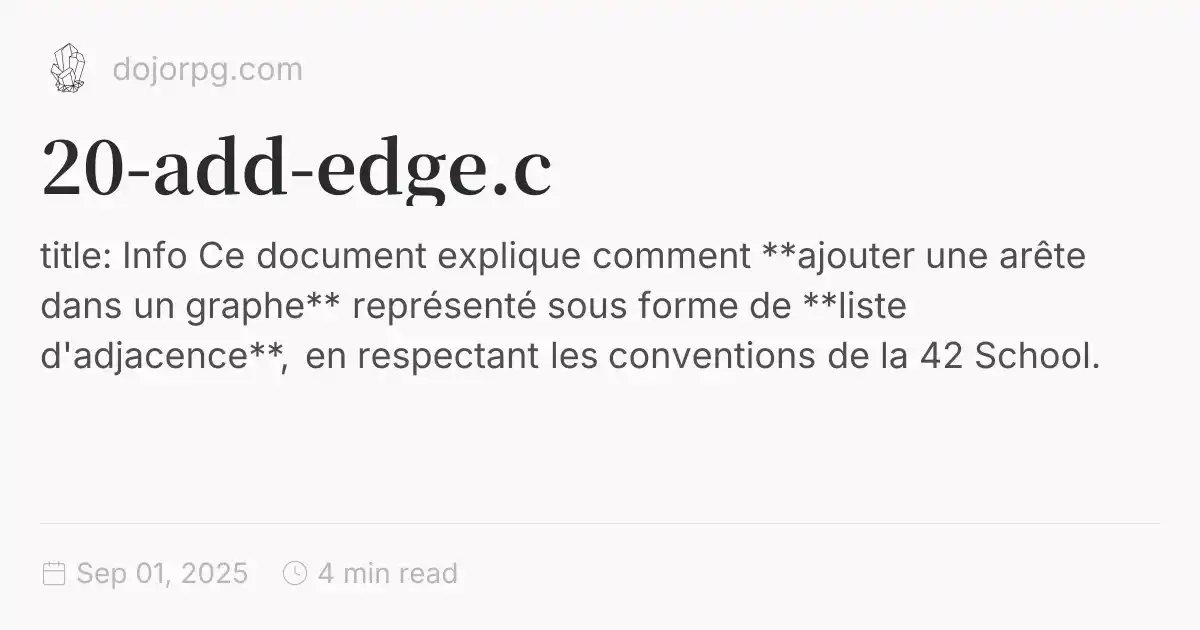 dojorpg.com
20-add-edge.c
title: Info Ce document explique comment **ajouter une arête
dans un graphe** représenté sous forme de **liste
d'adjacence**, en respectant les conventions de la 42 School.
Sep 01, 2025 4 min read